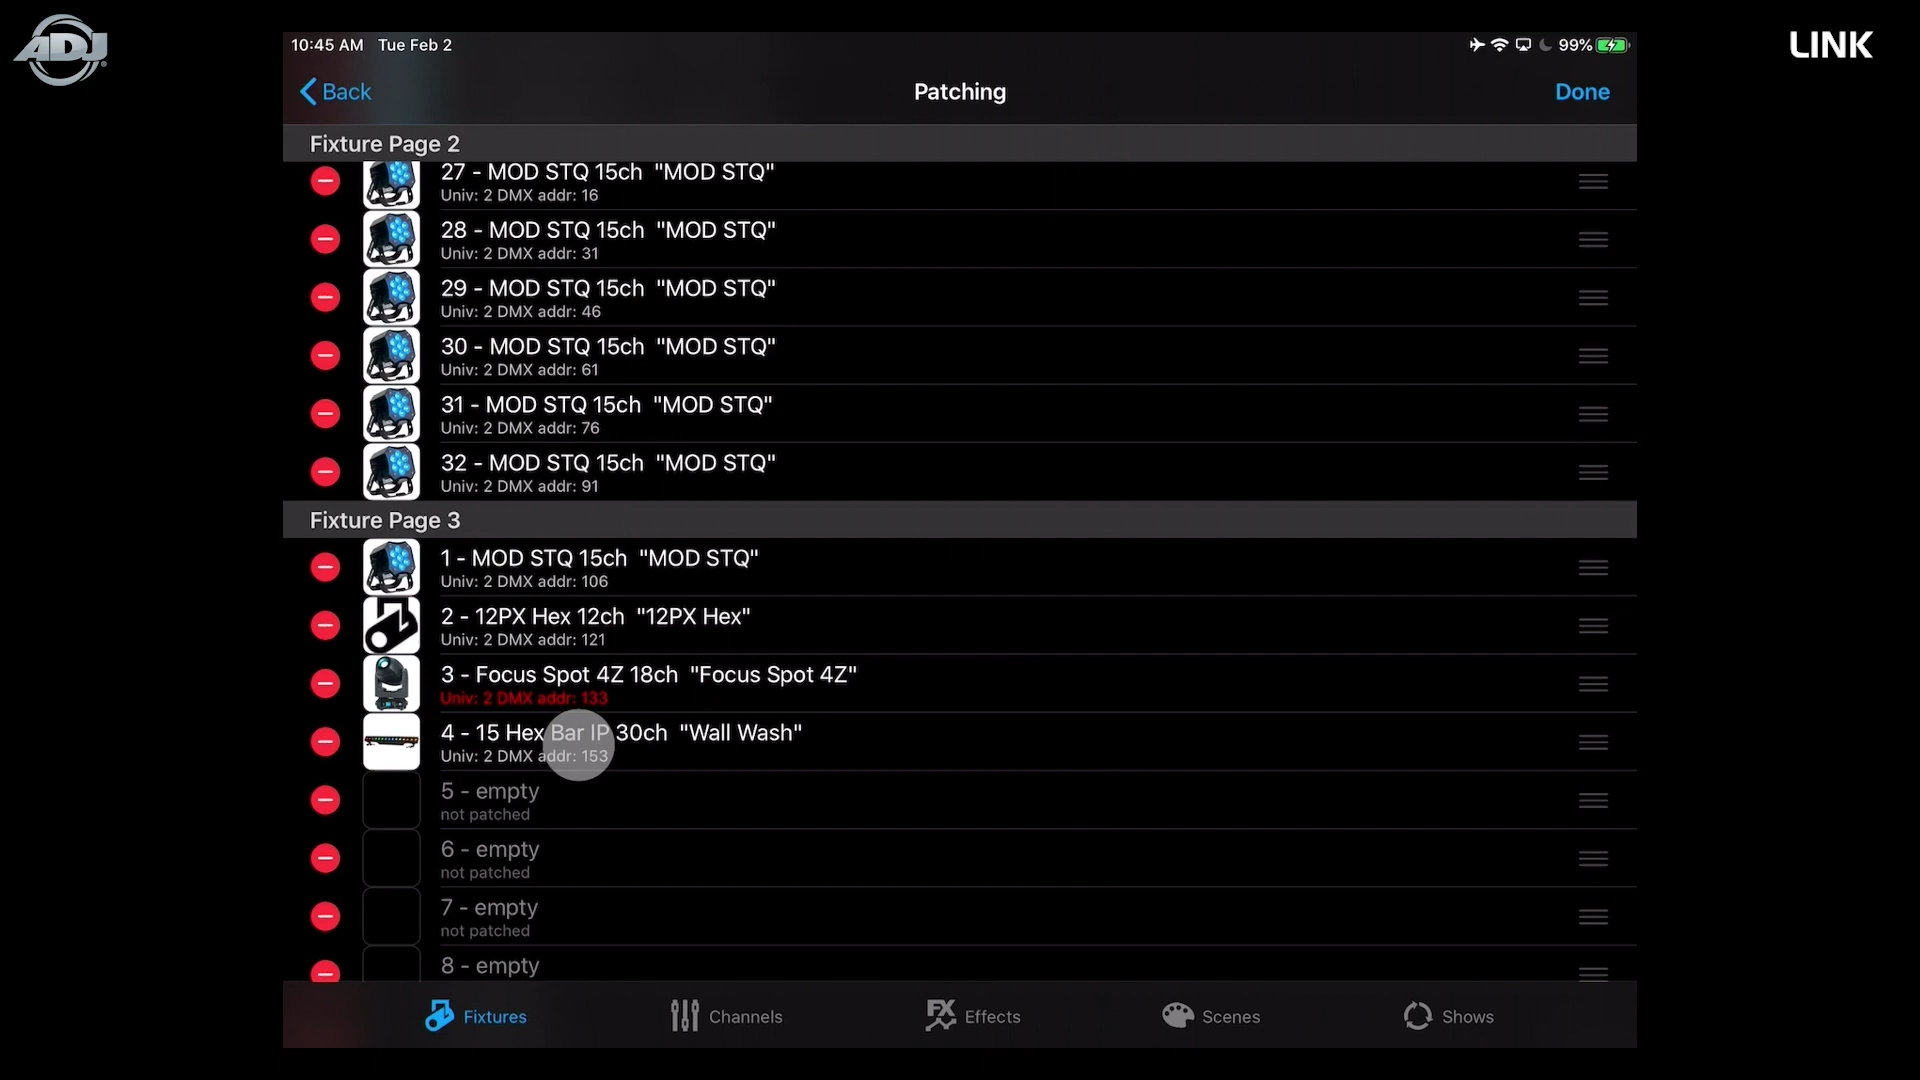 ADJ
LINK
10:45 AM Tue Feb 2
99%
Back
Patching
Done
Fixture Page 2
27 - MOD STQ 15ch "MOD STQ"
Univ: 2 DMX addr: 16
28 - MOD STQ 15ch "MOD STQ"
Univ: 2 DMX addr: 31
29 - MOD STQ 15ch "MOD STQ"
Univ: 2 DMX addr: 46
30 - MOD STQ 15ch "MOD STQ"
Univ: 2 DMX addr: 61
31 - MOD STQ 15ch "MOD STQ"
Univ: 2 DMX addr: 76
32 - MOD STQ 15ch "MOD STQ"
Univ: 2 DMX addr: 91
Fixture Page 3
1 - MOD STQ 15ch "MOD STQ"
Univ: 2 DMX addr: 106
2 - 12PX Hex 12ch "12PX Hex"
Univ: 2 DMX addr: 121
3 - Focus Spot 4Z 18ch "Focus Spot 4Z"
Univ: 2 DMX addr: 133
4 - 15 Hex Bar IP 30ch "Wall Wash"
Univ: 2 DMX addr: 153
5 - empty
not patched
6 - empty
not patched
7 - empty
not patched
8 - empty
Fixtures
Channels
FX Effects
Scenes
Shows